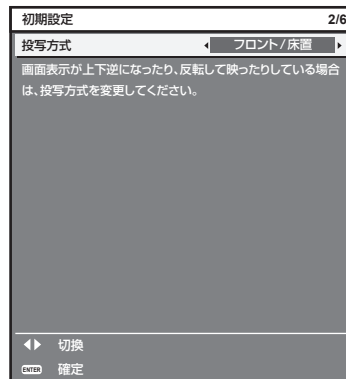 初期設定 2/6
投写方式 フロント/床置
画面表示が上下逆になったり、反転して映ったりしている場合
は、投写方式を変更してください。
切換
ENTER 確定